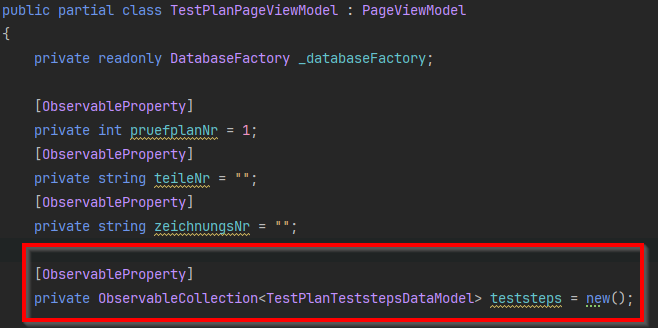 public partial class TestPlanPageViewModel : PageViewModel
{
    private readonly DatabaseFactory _databaseFactory;
    [ObservableProperty]
    private int pruefplanNr = 1;
    [ObservableProperty]
    private string teileNr = "";
    [ObservableProperty]
    private string zeichnungsNr = "";
    [ObservableProperty]
    private ObservableCollection<TestPlanTeststepsDataModel> teststeps = new();